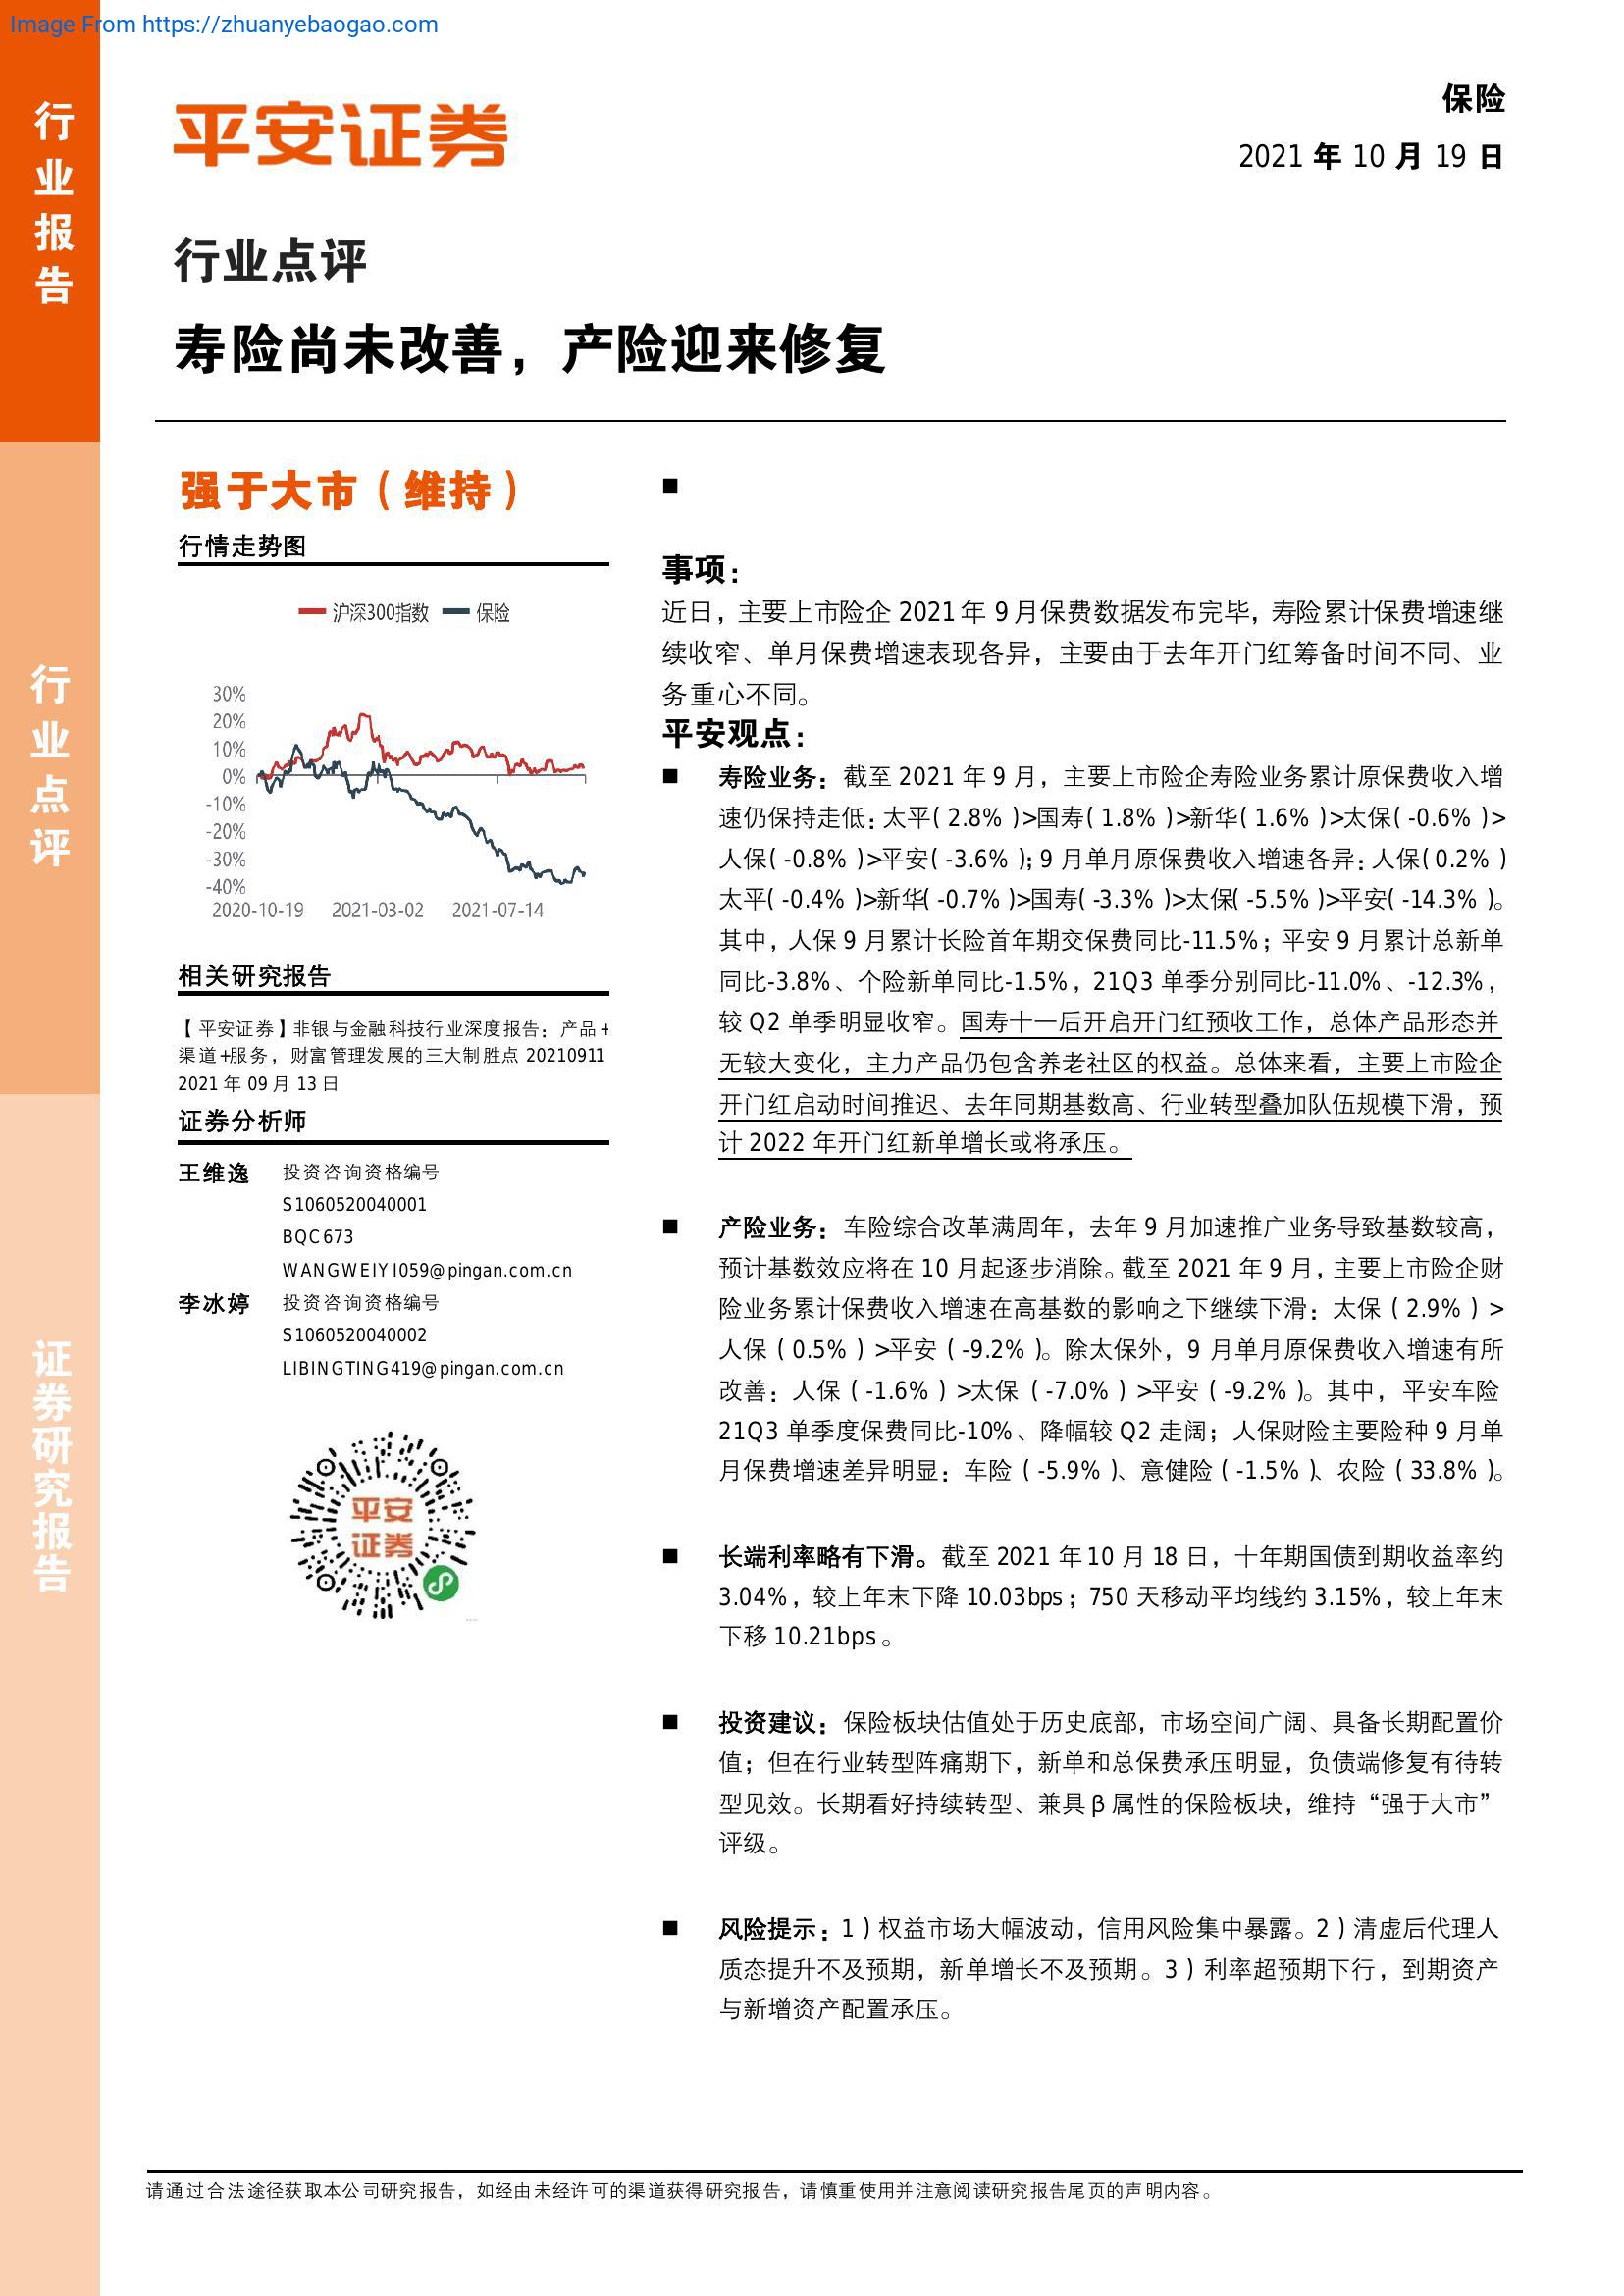 Image From https://zhuanyebaogao.com
行业报告
行业点评
证券研究报告
平安证券
保险
2021 年 10 月 19 日
行业点评
寿险尚未改善，产险迎来修复
强于大市（维持）
行情走势图
沪深300指数 保险
30%
20%
10%
0%
-10%
-20%
-30%
-40%
2020-10-19 2021-03-02 2021-07-14
相关研究报告
【平安证券】非银与金融科技行业深度报告：产品+
渠道+服务，财富管理发展的三大制胜点 20210911
2021 年 09 月 13 日
证券分析师
王维逸 投资咨询资格编号
S1060520040001
BQC673
WANGWEIYI059@pingan.com.cn
李冰婷 投资咨询资格编号
S1060520040002
LIBINGTING419@pingan.com.cn
平安
证券
■
事项：
近日，主要上市险企 2021 年 9 月保费数据发布完毕，寿险累计保费增速继
续收窄、单月保费增速表现各异，主要由于去年开门红筹备时间不同、业
务重心不同。
平安观点：
■ 寿险业务：截至 2021 年 9 月，主要上市险企寿险业务累计原保费收入增
速仍保持走低：太平（2.8%）>国寿（1.8%）>新华（1.6%）>太保（-0.6%）>
人保（-0.8%）>平安（-3.6%）；9 月单月原保费收入增速各异：人保（0.2%）
太平（-0.4%）>新华（-0.7%）>国寿（-3.3%）>太保（-5.5%）>平安（-14.3%）。
其中，人保 9 月累计长险首年期交保费同比-11.5%；平安 9 月累计总新单
同比-3.8%、个险新单同比-1.5%，21Q3 单季分别同比-11.0%、-12.3%，
较 Q2 单季明显收窄。国寿十一后开启开门红预收工作，总体产品形态并
无较大变化，主力产品仍包含养老社区的权益。总体来看，主要上市险企
开门红启动时间推迟、去年同期基数高、行业转型叠加队伍规模下滑，预
计 2022 年开门红新单增长或将承压。
■ 产险业务：车险综合改革满周年，去年 9 月加速推广业务导致基数较高，
预计基数效应将在 10 月起逐步消除。截至 2021 年 9 月，主要上市险企财
险业务累计保费收入增速在高基数的影响之下继续下滑：太保（2.9%）>
人保（0.5%）>平安（-9.2%）。除太保外，9 月单月原保费收入增速有所
改善：人保（-1.6%）>太保（-7.0%）>平安（-9.2%）。其中，平安车险
21Q3 单季度保费同比-10%、降幅较 Q2 走阔；人保财险主要险种 9 月单
月保费增速差异明显：车险（-5.9%）、意健险（-1.5%）、农险（33.8%）。
■ 长端利率略有下滑。截至 2021 年 10 月 18 日，十年期国债到期收益率约
3.04%，较上年末下降 10.03bps；750 天移动平均线约 3.15%，较上年末
下移 10.21bps。
■ 投资建议：保险板块估值处于历史底部，市场空间广阔、具备长期配置价
值；但在行业转型阵痛期下，新单和总保费承压明显，负债端修复有待转
型见效。长期看好持续转型、兼具 β 属性的保险板块，维持“强于大市”
评级。
■ 风险提示：1）权益市场大幅波动，信用风险集中暴露。2）清虚后代理人
质态提升不及预期，新单增长不及预期。3）利率超预期下行，到期资产
与新增资产配置承压。
请通过合法途径获取本公司研究报告，如经由未经许可的渠道获得研究报告，请慎重使用并注意阅读研究报告尾页的声明内容。